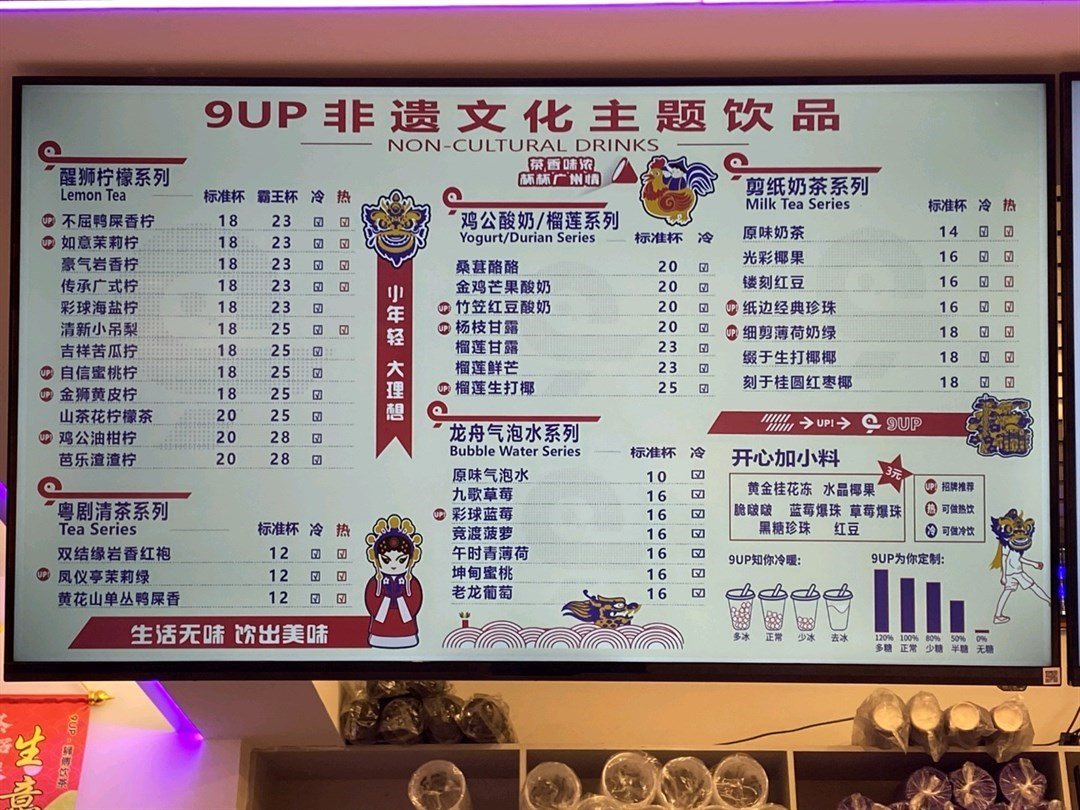 9UP 非遗文化主题饮品
NON-CULTURAL DRINKS
茶香味浓
杯杯广州情
醒狮柠檬系列
Lemon Tea 标准杯 霸王杯 冷 热
UP! 不屈鸭屎香柠 18 23
UP! 如意茉莉柠 18 23
豪气岩香柠 18 23
传承广式柠 18 23
彩球海盐柠 18 23
清新小吊梨 18 25
吉祥苦瓜柠 18 25
UP! 自信蜜桃柠 18 25
UP! 金狮黄皮柠 18 25
山茶花柠檬茶 20 25
UP! 鸡公油柑柠 20 28
芭乐渣渣柠 20 28
粤剧清茶系列
Tea Series 标准杯 冷 热
双结缘岩香红袍 12
UP! 凤仪亭茉莉绿 12
黄花山单丛鸭屎香 12
生活无味 饮出美味
少年轻 大理想
鸡公酸奶/榴莲系列
Yogurt/Durian Series 标准杯 冷
桑葚酪酪 20
金鸡芒果酸奶 20
UP! 竹笠红豆酸奶 20
UP! 杨枝甘露 20
榴莲甘露 23
榴莲鲜芒 23
UP! 榴莲生打椰 25
龙舟气泡水系列
Bubble Water Series 标准杯 冷
原味气泡水 10
九歌草莓 16
UP! 彩球蓝莓 16
竞渡菠萝 16
午时青薄荷 16
坤甸蜜桃 16
老龙葡萄 16
剪纸奶茶系列
Milk Tea Series 标准杯 冷 热
原味奶茶 14
光彩椰果 16
镂刻红豆 16
UP! 纸边经典珍珠 16
UP! 细剪薄荷奶绿 18
缀于生打椰椰 18
刻于桂圆红枣椰 18
UP! 9UP
开心加小料
3元
黄金桂花冻 水晶椰果
脆啵啵 蓝莓爆珠 草莓爆珠
黑糖珍珠 红豆
UP! 招牌推荐
热 可做热饮
冷 可做冷饮
9UP知你冷暖:
多冰 正常 少冰 去冰
9UP为你定制:
120% 100% 80% 50% 0%
多糖 正常 少糖 半糖 无糖
9UP
生意